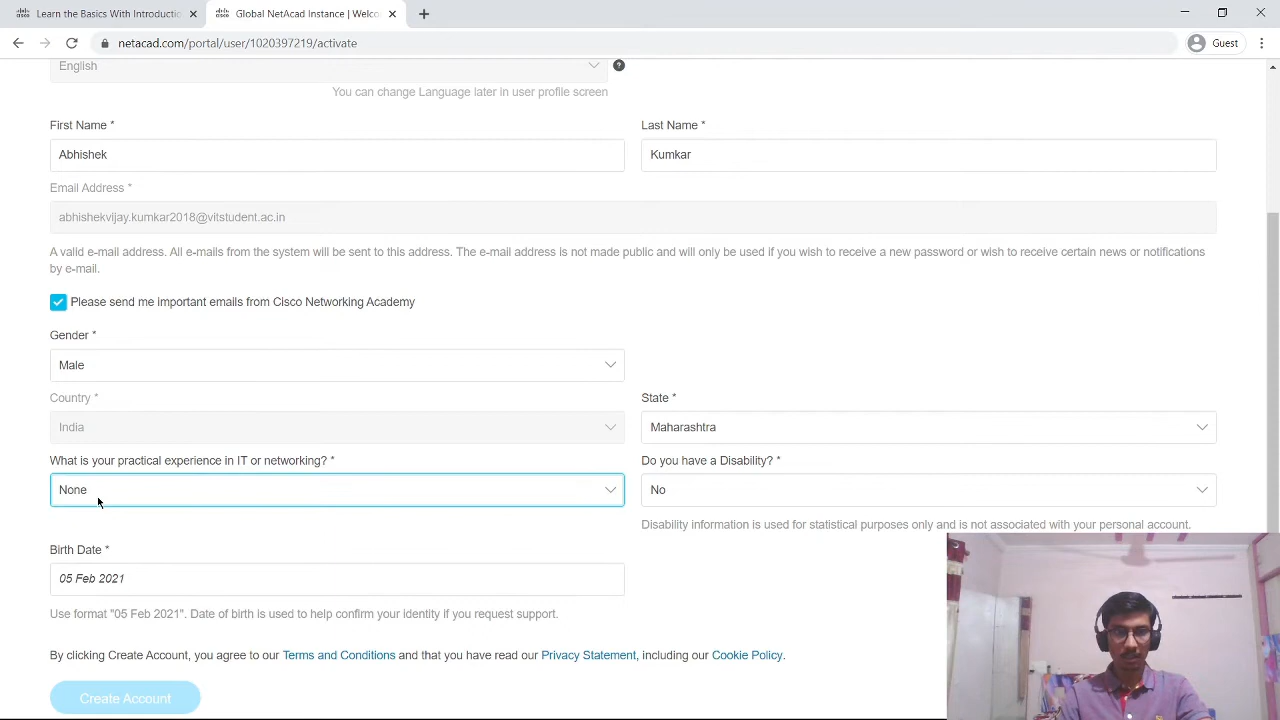 Learn the Basics With Introductio
Global NetAcad Instance | Welco
netacad.com/portal/user/1020397219/activate
Guest
English
You can change Language later in user profile screen
First Name *
Last Name *
Abhishek
Kumkar
Email Address *
abhishekvijay.kumkar2018@vitstudent.ac.in
A valid e-mail address. All e-mails from the system will be sent to this address. The e-mail address is not made public and will only be used if you wish to receive a new password or wish to receive certain news or notifications
by e-mail.
Please send me important emails from Cisco Networking Academy
Gender *
Male
Country *
State *
India
Maharashtra
What is your practical experience in IT or networking? *
Do you have a Disability? *
None
No
Disability information is used for statistical purposes only and is not associated with your personal account.
Birth Date *
05 Feb 2021
Use format "05 Feb 2021". Date of birth is used to help confirm your identity if you request support.
By clicking Create Account, you agree to our Terms and Conditions and that you have read our Privacy Statement, including our Cookie Policy.
Create Account